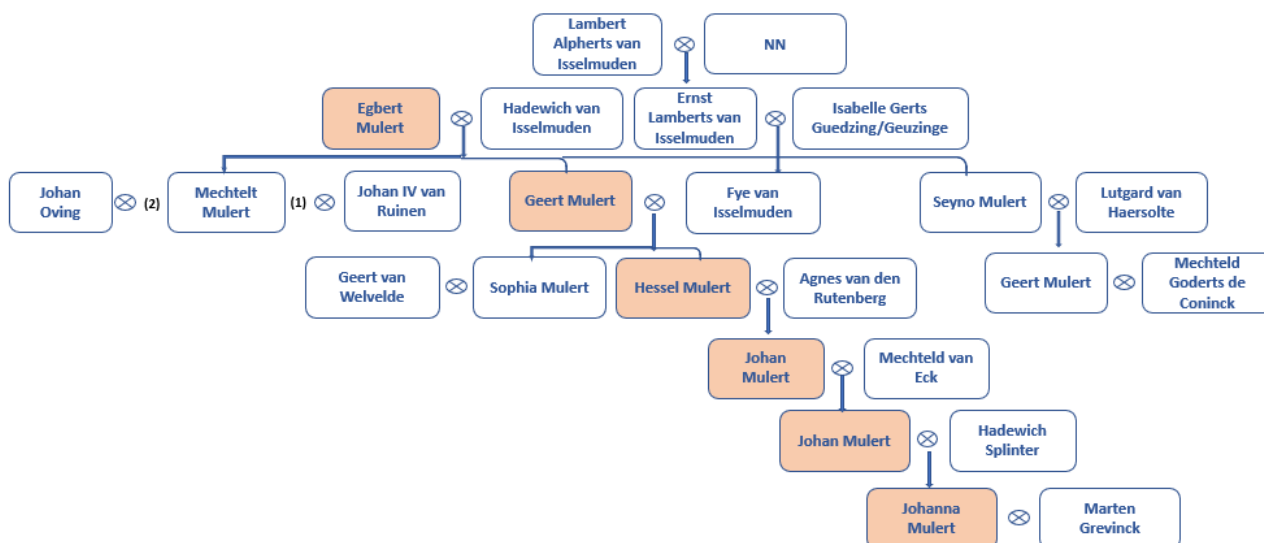 Lambert
Alpherts van
Isselmuden
NN
Egbert
Mulert
Hadewich van
Isselmuden
Ernst
Lamberts van
Isselmuden
Isabelle Gerts
Guedzing/Geuzinge
Johan
Oving
(2)
Mechtelt
Mulert
(1)
Johan IV van
Ruinen
Geert Mulert
Fye van
Isselmuden
Seyno Mulert
Lutgard van
Haersolte
Geert van
Welvelde
Sophia Mulert
Hessel Mulert
Agnes van den
Rutenberg
Geert Mulert
Mechteld
Goderts de
Coninck
Johan
Mulert
Mechteld van
Eck
Johan Mulert
Hadewich
Splinter
Johanna
Mulert
Marten
Grevinck